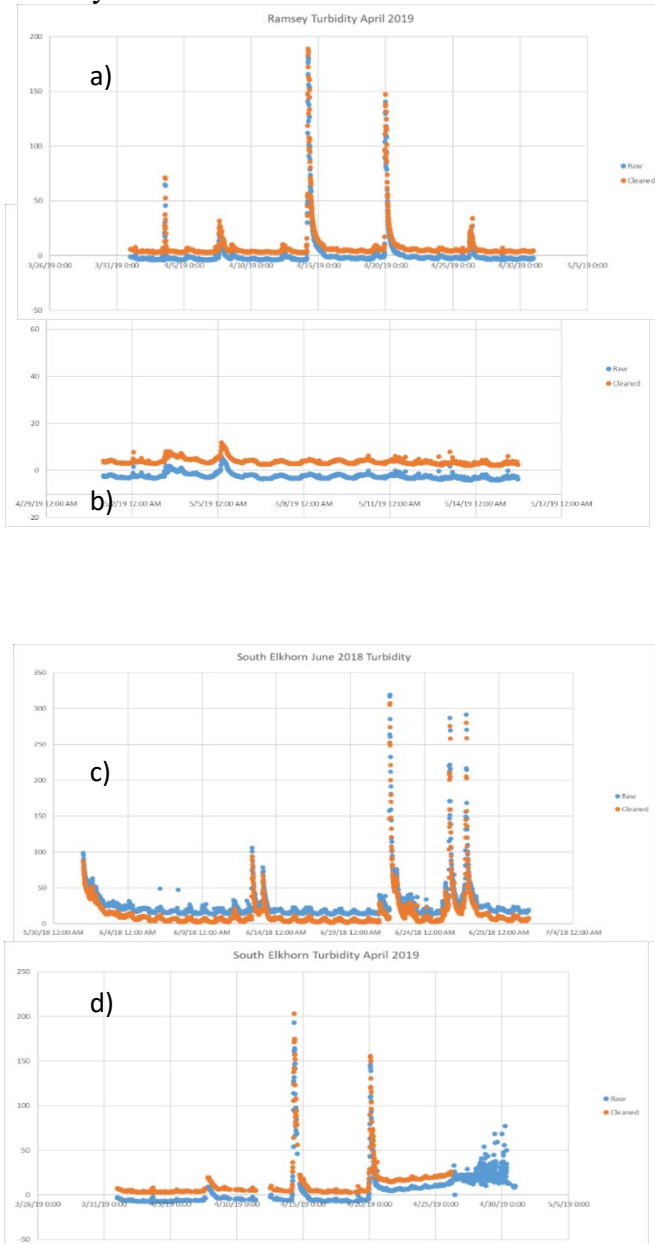 Ramsey Turbidity April 2019
200
a)
150
100
Raw
Cleaned
50
0
3/26/19 0:00 3/31/19 0:00 4/5/19 0:00 4/10/19 0:00 4/15/19 0:00 4/20/19 0:00 4/25/19 0:00 4/30/19 0:00 5/5/19 0:00
-50
60
40
Raw
Cleaned
20
0
b)
4/29/19 12:00 AM 5/2/19 12:00 AM 5/5/19 12:00 AM 5/8/19 12:00 AM 5/11/19 12:00 AM 5/14/19 12:00 AM 5/17/19 12:00 AM
20
South Elkhorn June 2018 Turbidity
350
300
c)
250
200
Raw
Cleaned
150
100
50
0
5/30/18 12:00 AM 6/4/18 12:00 AM 6/9/18 12:00 AM 6/14/18 12:00 AM 6/19/18 12:00 AM 6/24/18 12:00 AM 6/29/18 12:00 AM 7/4/18 12:00 AM
South Elkhorn Turbidity April 2019
250
d)
200
150
100
Raw
Cleaned
50
0
3/26/19 0:00 3/31/19 0:00 4/5/19 0:00 4/10/19 0:00 4/15/19 0:00 4/20/19 0:00 4/25/19 0:00 4/30/19 0:00 5/5/19 0:00
-50